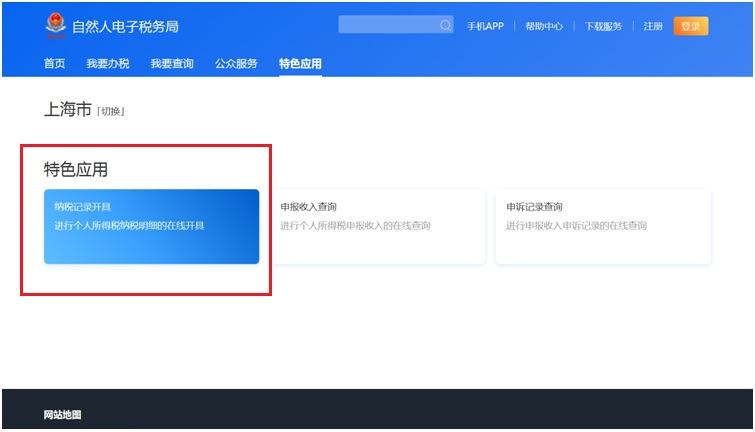 自然人电子税务局
手机APP 帮助中心 下载服务 注册 登录
首页 我要办税 我要查询 公众服务 特色应用
上海市「切换」
特色应用
纳税记录开具
进行个人所得税纳税明细的在线开具
申报收入查询
进行个人所得税申报收入的在线查询
申诉记录查询
进行申报收入申诉记录的在线查询
网站地图